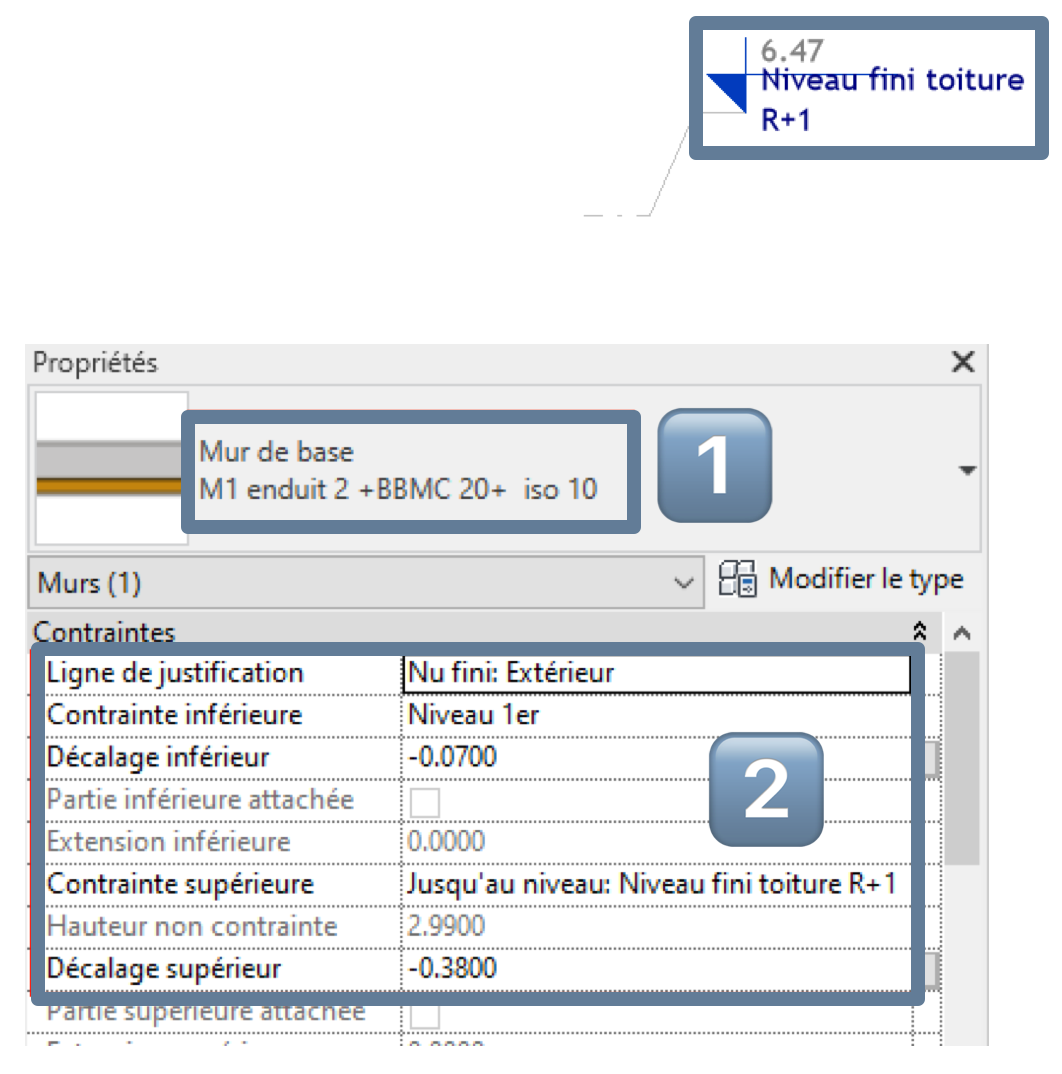 6.47
Niveau fini toiture
R+1
Propriétés
Mur de base
M1 enduit 2 +BBMC 20+ iso 10
1
Murs (1)
Modifier le type
Contraintes
Ligne de justification Nu fini: Extérieur
Contrainte inférieure Niveau 1er
Décalage inférieur -0.0700
Partie inférieure attachée
Extension inférieure 0.0000
2
Contrainte supérieure Jusqu'au niveau: Niveau fini toiture R+1
Hauteur non contrainte 2.9900
Décalage supérieur -0.3800
Partie supérieure attachée